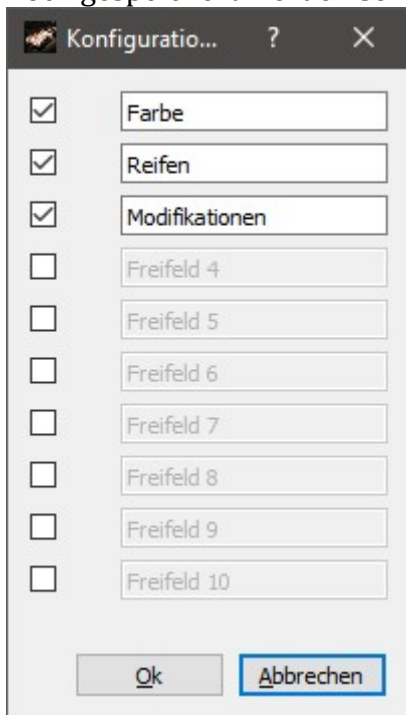 Konfiguratio... ? ×
Farbe
Reifen
Modifikationen
Freifeld 4
Freifeld 5
Freifeld 6
Freifeld 7
Freifeld 8
Freifeld 9
Freifeld 10
Ok Abbrechen